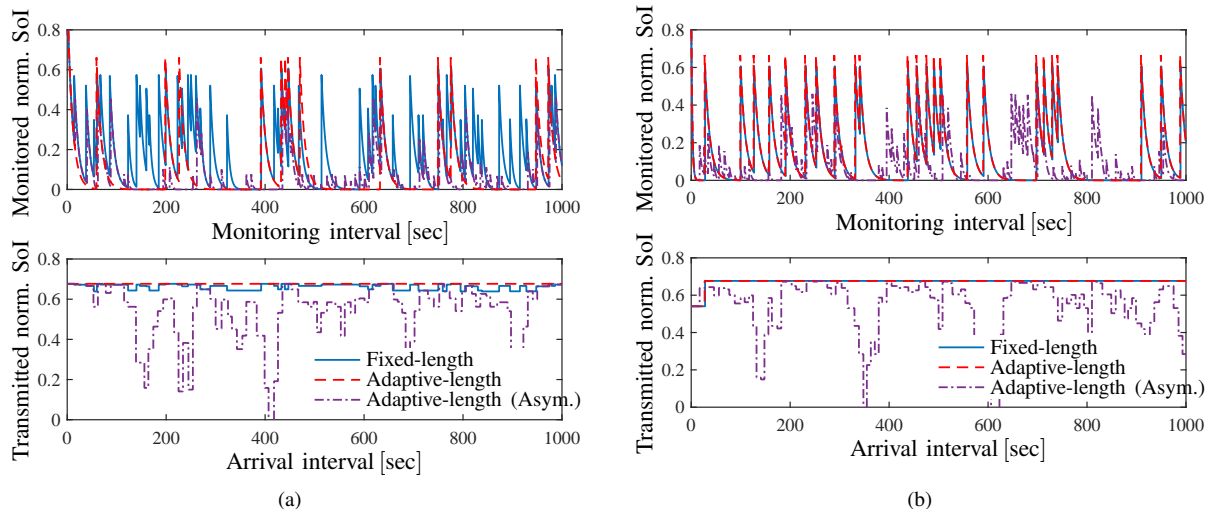 Monitored norm. SoI
0.8
0.6
0.4
0.2
0
0 200 400 600 800 1000
Monitoring interval [sec]
Transmitted norm. SoI
0.8
0.6
0.4
0.2
0
Fixed-length
Adaptive-length
Adaptive-length (Asym.)
0 200 400 600 800 1000
Arrival interval [sec]
(a)
Monitored norm. SoI
0.8
0.6
0.4
0.2
0
0 200 400 600 800 1000
Monitoring interval [sec]
Transmitted norm. SoI
0.8
0.6
0.4
0.2
0
Fixed-length
Adaptive-length
Adaptive-length (Asym.)
0 200 400 600 800 1000
Arrival interval [sec]
(b)